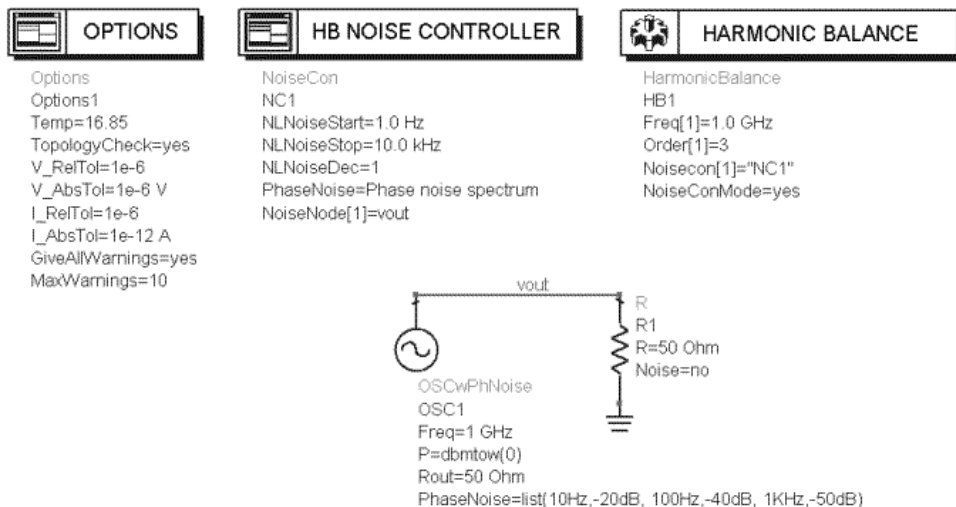 OPTIONS
Options
Options1
Temp=16.85
TopologyCheck=yes
V_RelTol=1e-6
V_AbsTol=1e-6 V
I_RelTol=1e-6
I_AbsTol=1e-12 A
GiveAllWarnings=yes
MaxWarnings=10
HB NOISE CONTROLLER
NoiseCon
NC1
NLNoiseStart=1.0 Hz
NLNoiseStop=10.0 kHz
NLNoiseDec=1
PhaseNoise=Phase noise spectrum
NoiseNode[1]=vout
HARMONIC BALANCE
HarmonicBalance
HB1
Freq[1]=1.0 GHz
Order[1]=3
Noisecon[1]="NC1"
NoiseConMode=yes
vout
R
R1
R=50 Ohm
Noise=no
OSCwPhNoise
OSC1
Freq=1 GHz
P=dbmtow(0)
Rout=50 Ohm
PhaseNoise=list(10Hz,-20dB, 100Hz,-40dB, 1KHz,-50dB)